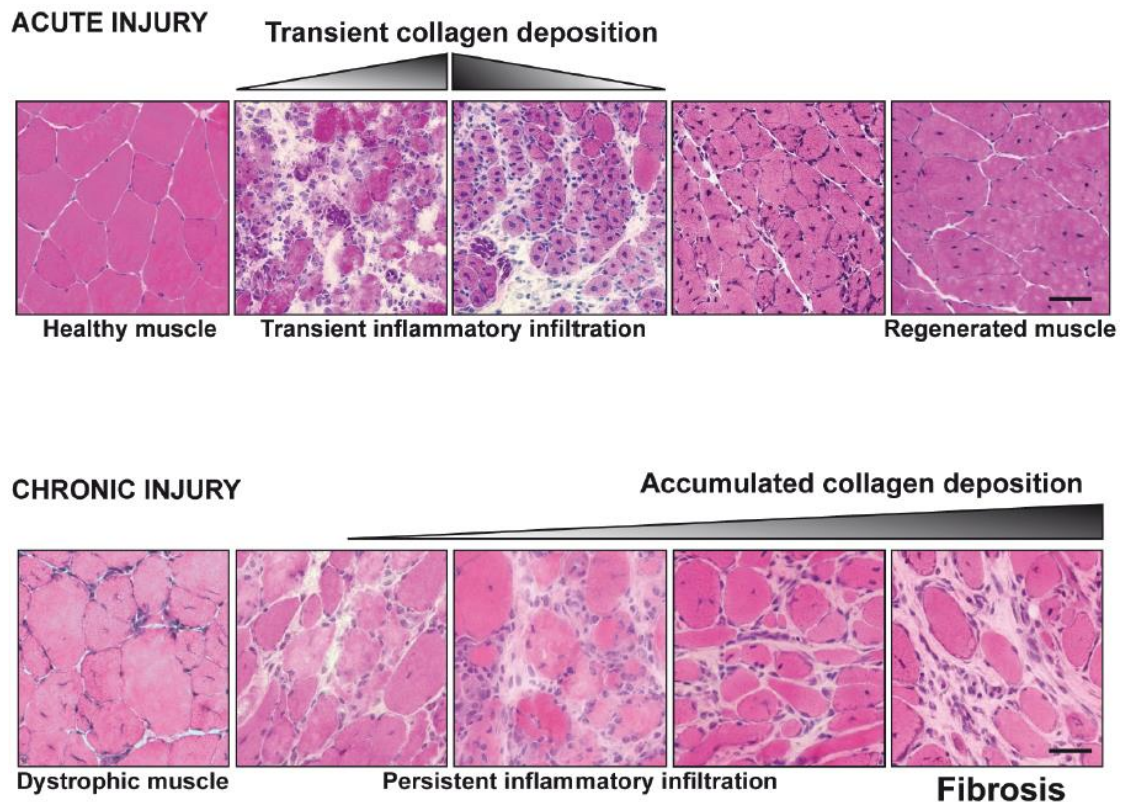 ACUTE INJURY
Transient collagen deposition
Healthy muscle
Transient inflammatory infiltration
Regenerated muscle
CHRONIC INJURY
Accumulated collagen deposition
Dystrophic muscle
Persistent inflammatory infiltration
Fibrosis